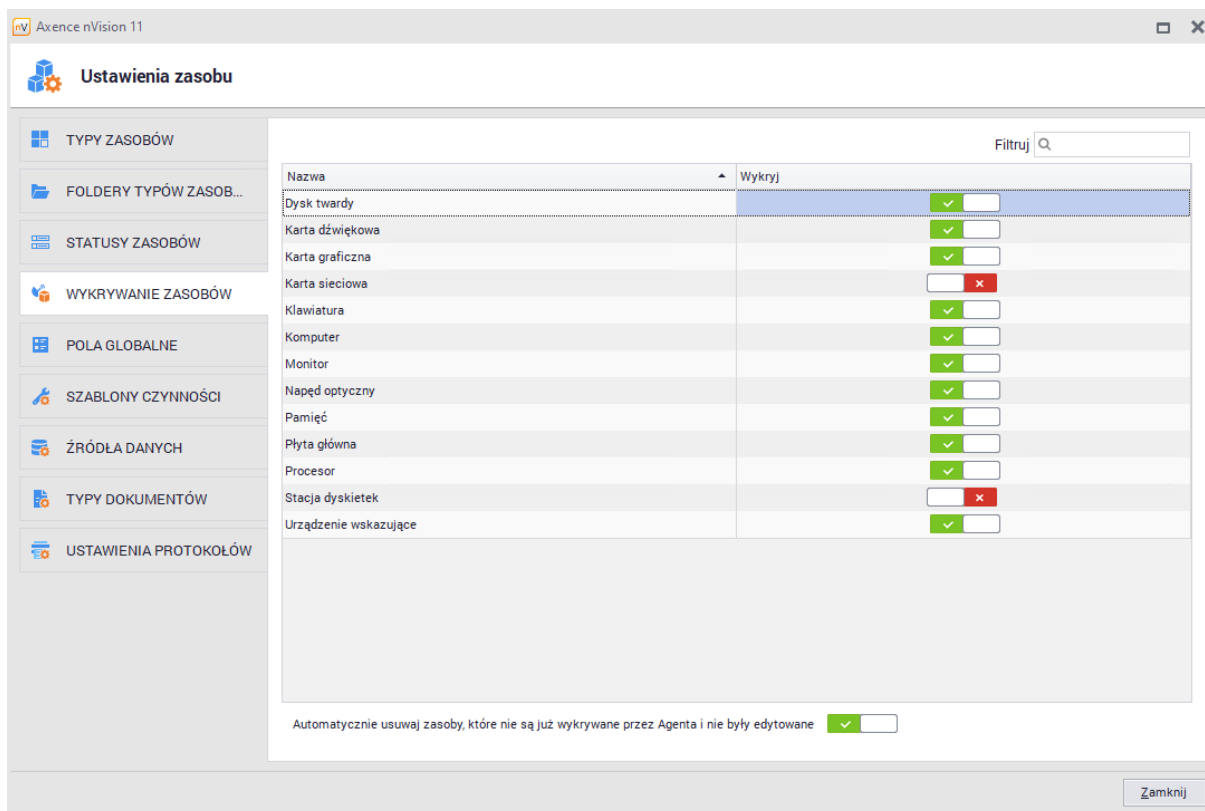 nV Axence nVision 11
Ustawienia zasobu
TYPY ZASOBÓW
FOLDERY TYPÓW ZASOB...
STATUSY ZASOBÓW
WYKRYWANIE ZASOBÓW
POLA GLOBALNE
SZABLONY CZYNNOŚCI
ŹRÓDŁA DANYCH
TYPY DOKUMENTÓW
USTAWIENIA PROTOKOŁÓW
Filtruj
Nazwa Wykryj
Dysk twardy
Karta dźwiękowa
Karta graficzna
Karta sieciowa
Klawiatura
Komputer
Monitor
Napęd optyczny
Pamięć
Płyta główna
Procesor
Stacja dyskietek
Urządzenie wskazujące
Automatycznie usuwaj zasoby, które nie są już wykrywane przez Agenta i nie były edytowane
Zamknij